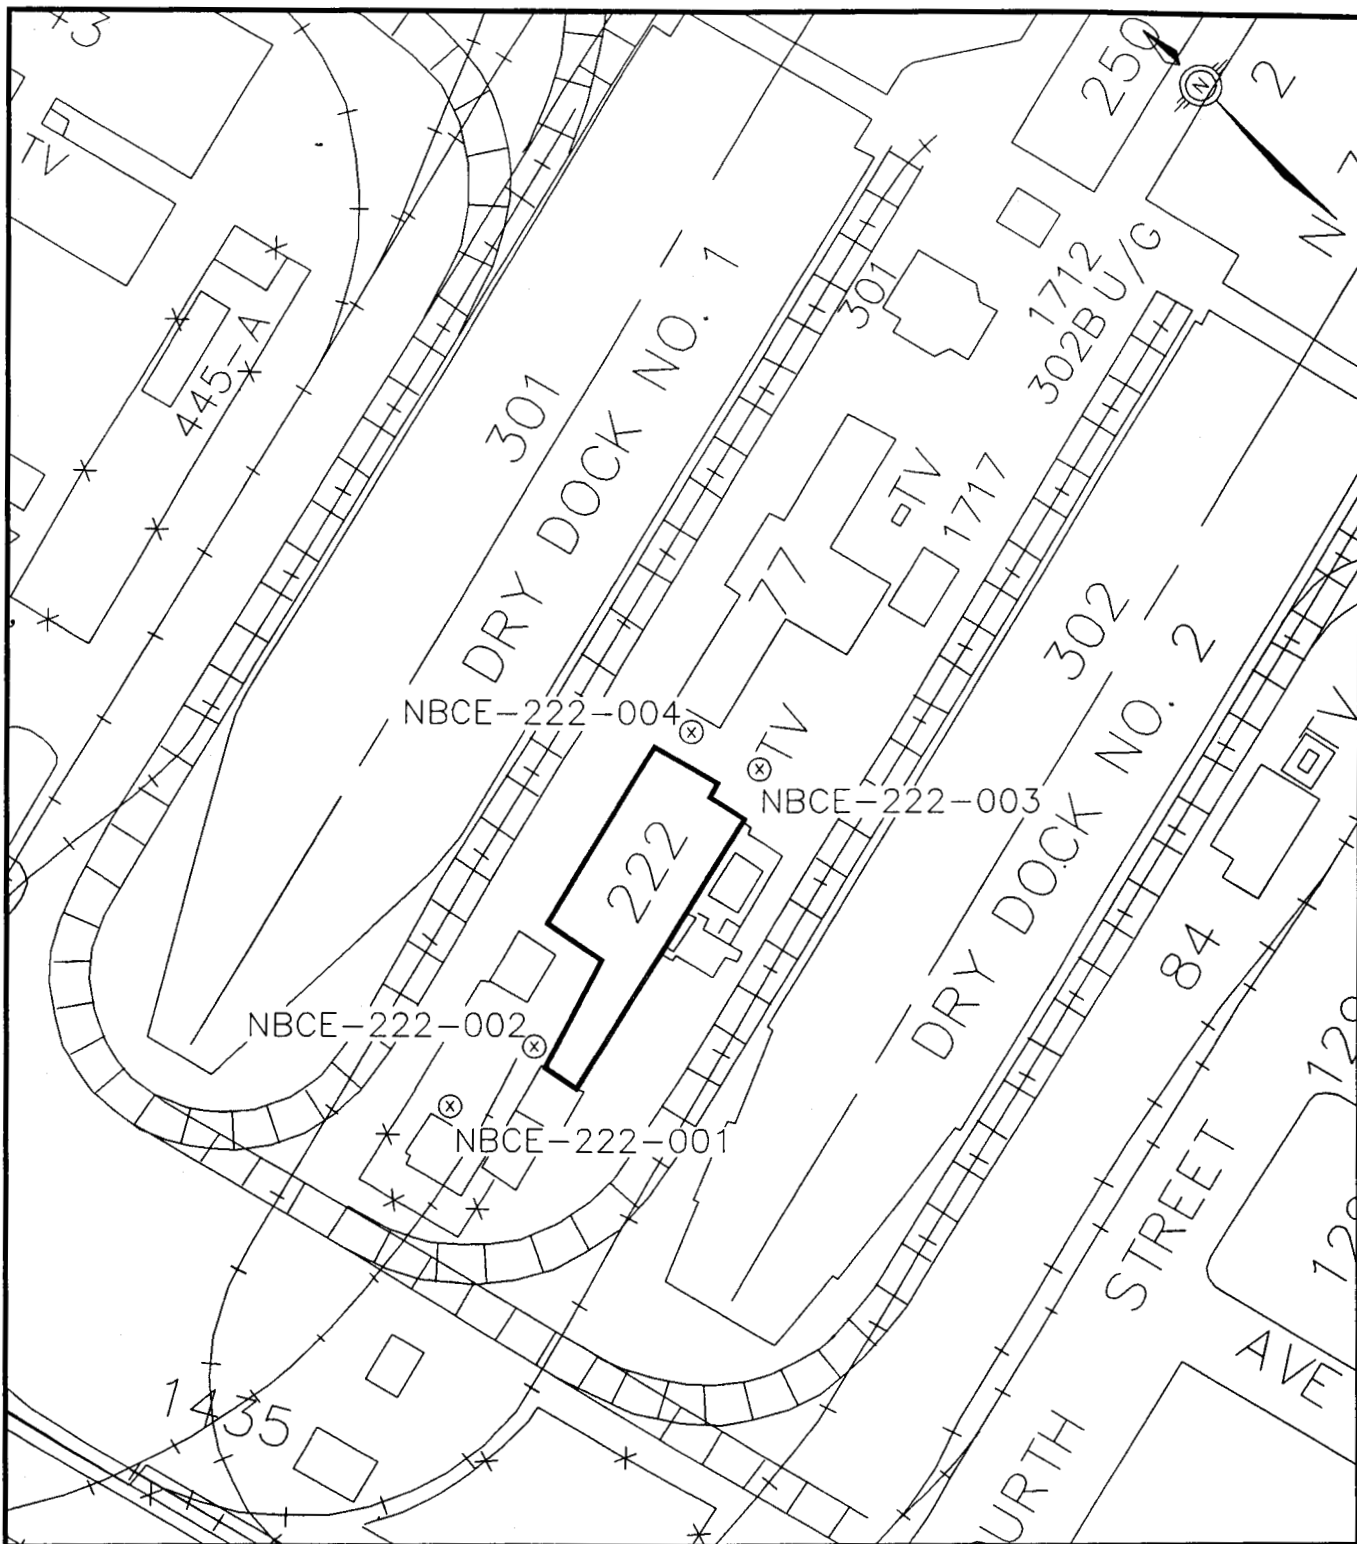 43
TV
250
N
2
N
445-A
301
DRY DOCK NO. 1
301
1712
302B U/G
TV
1717
77
302
DRY DOCK NO. 2
NBCE-222-004
TV
NBCE-222-003
222
TV
84
NBCE-222-002
NBCE-222-001
STREET
AVE
1435
URTH